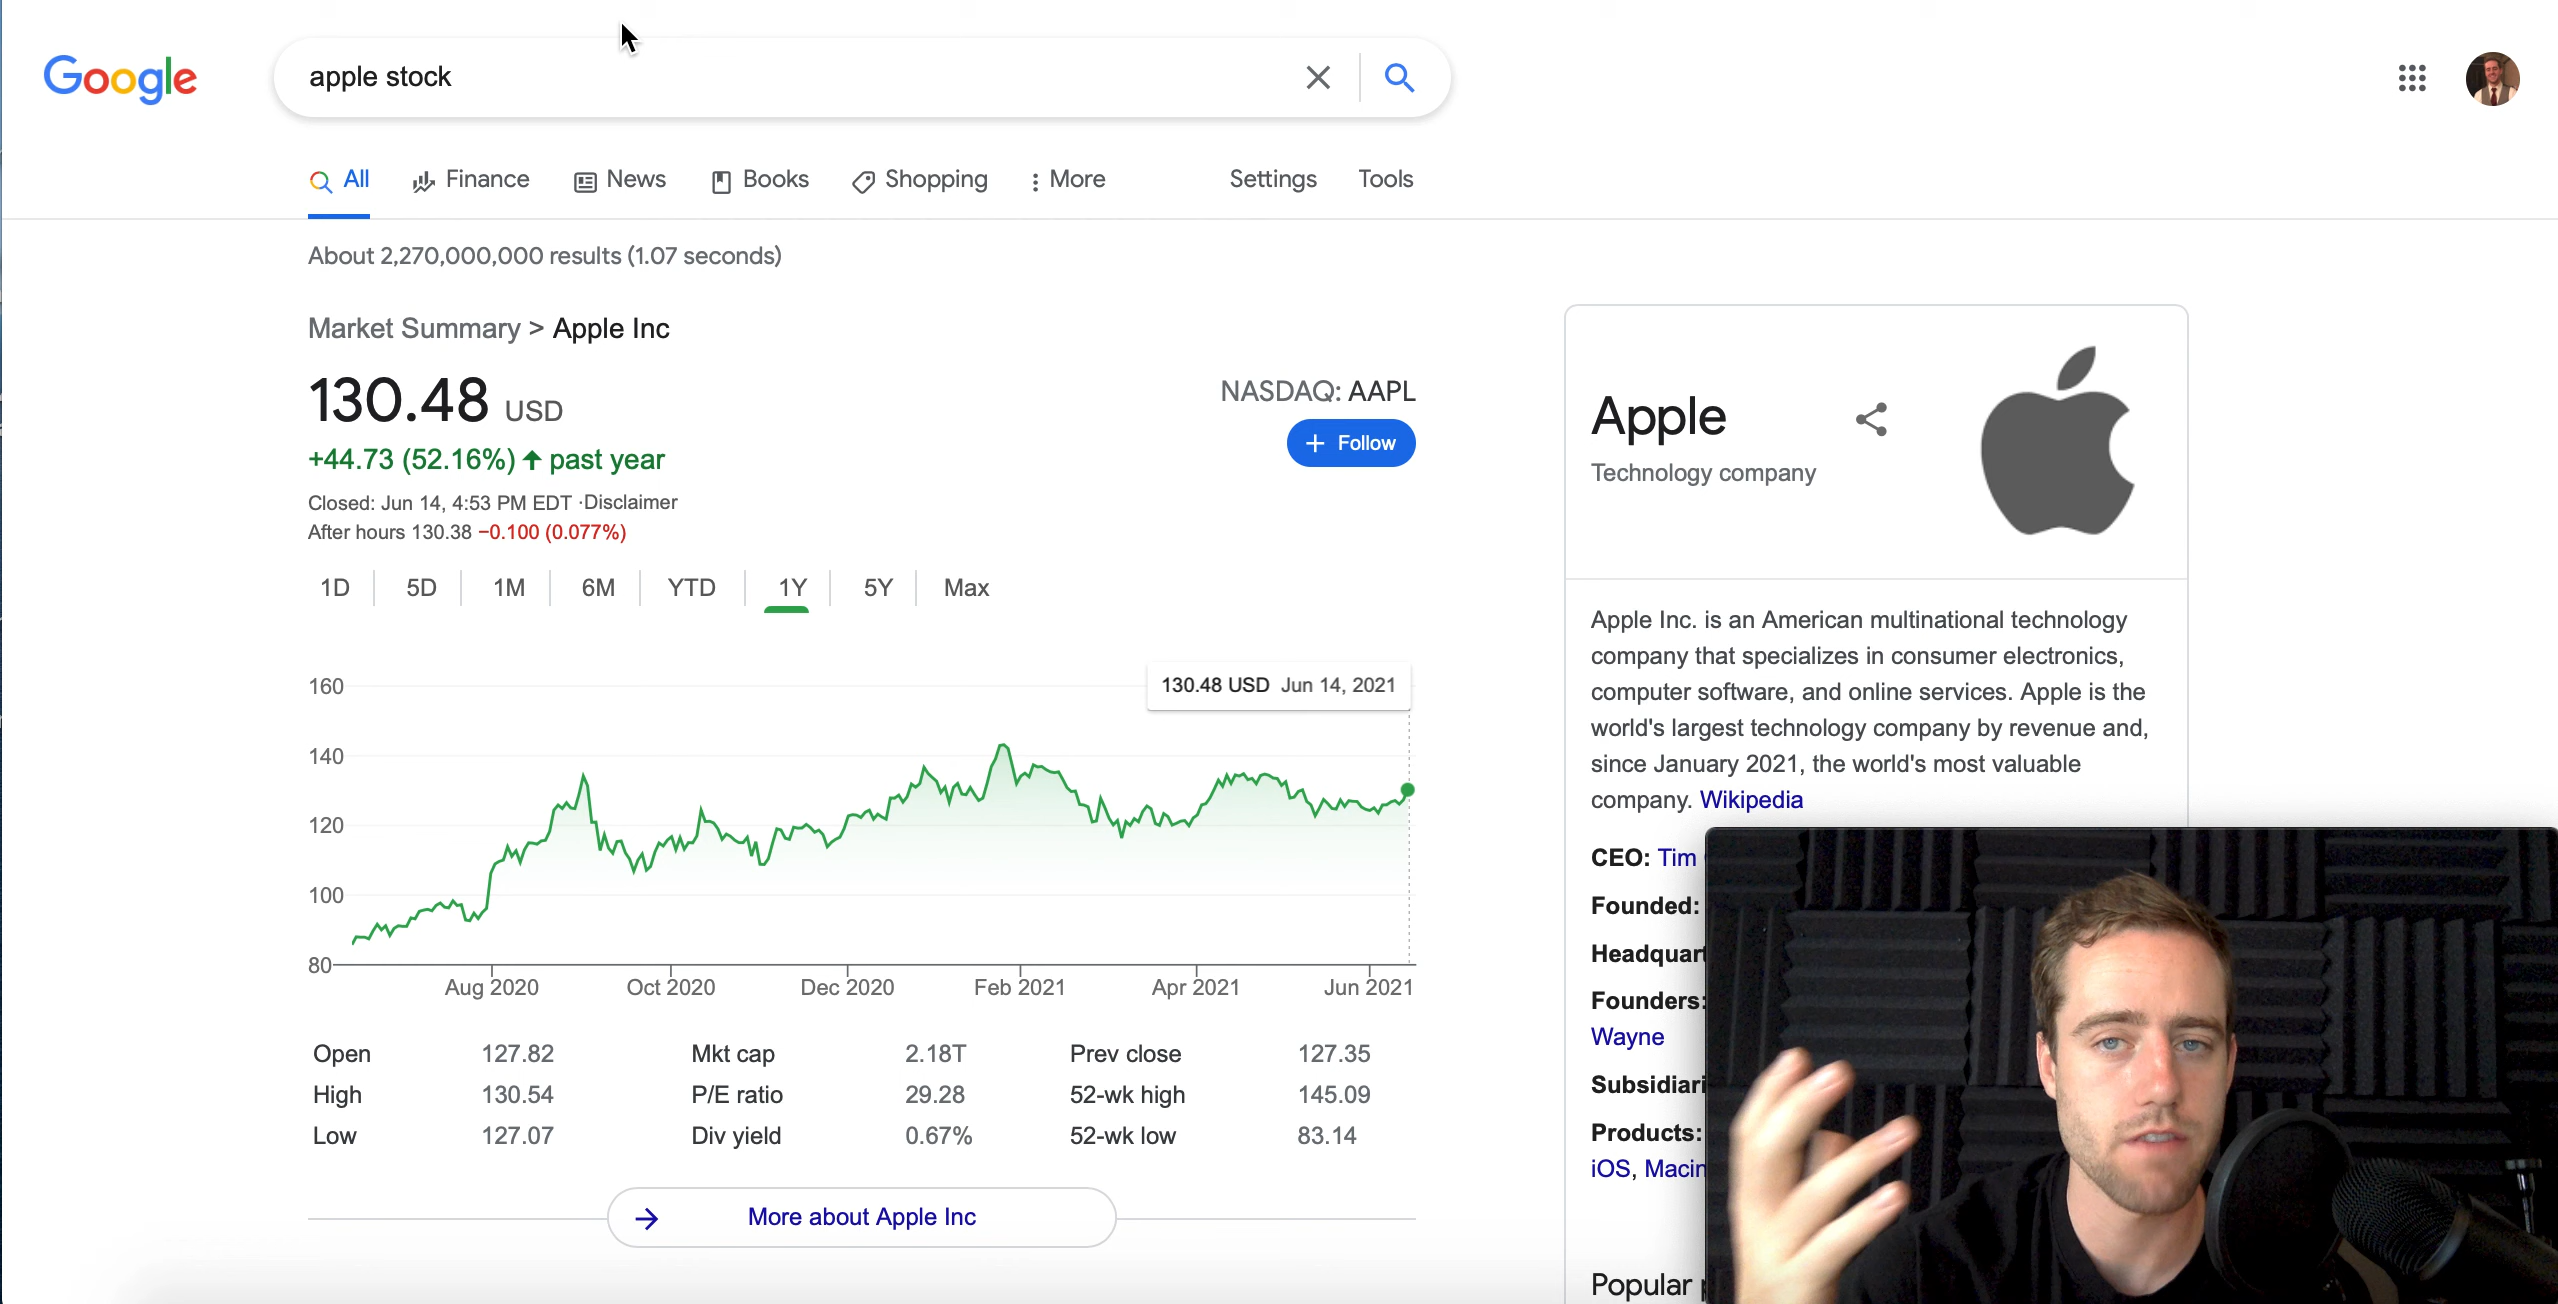 Google
apple stock
All
Finance
News
Books
Shopping
More
Settings
Tools
About 2,270,000,000 results (1.07 seconds)
Market Summary > Apple Inc
130.48 USD
NASDAQ: AAPL
+44.73 (52.16%) past year
+ Follow
Closed: Jun 14, 4:53 PM EDT ·Disclaimer
After hours 130.38 −0.100 (0.077%)
1D
5D
1M
6M
YTD
1Y
5Y
Max
130.48 USD Jun 14, 2021
160
140
120
100
80
Aug 2020
Oct 2020
Dec 2020
Feb 2021
Apr 2021
Jun 2021
Open 127.82 Mkt cap 2.18T Prev close 127.35
High 130.54 P/E ratio 29.28 52-wk high 145.09
Low 127.07 Div yield 0.67% 52-wk low 83.14
More about Apple Inc
Apple
Technology company
Apple Inc. is an American multinational technology
company that specializes in consumer electronics,
computer software, and online services. Apple is the
world's largest technology company by revenue and,
since January 2021, the world's most valuable
company. Wikipedia
CEO: Tim
Founded:
Headquart
Founders:
Wayne
Subsidiari
Products:
iOS, Macin
Popular